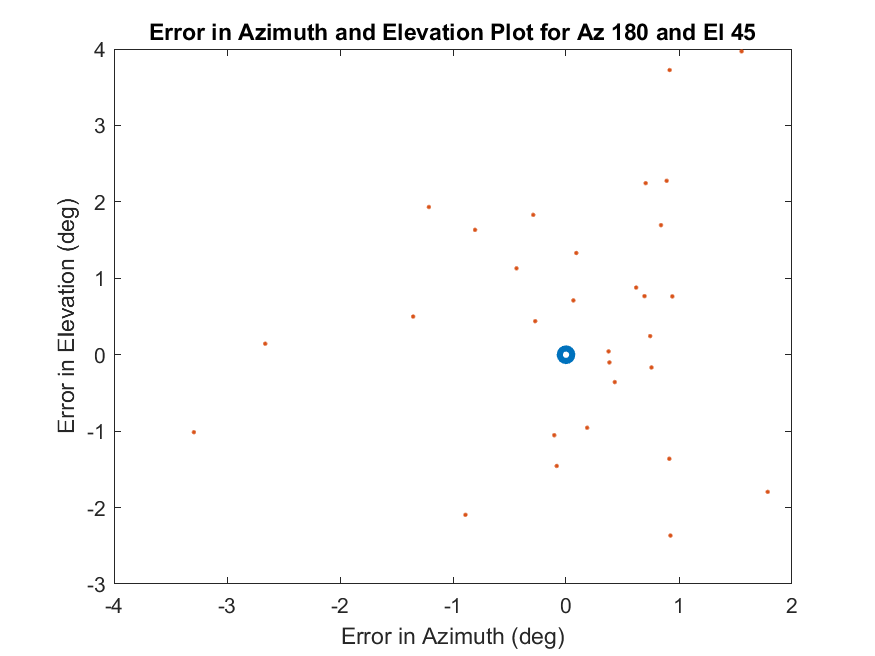 Error in Azimuth and Elevation Plot for Az 180 and El 45
4
3
2
1
0
-1
-2
-3
Error in Elevation (deg)
-4 -3 -2 -1 0 1 2
Error in Azimuth (deg)